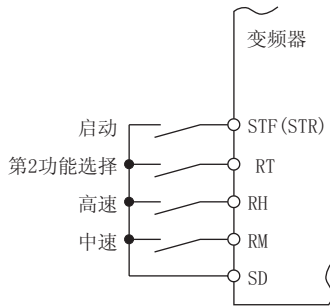 变频器
启动 STF(STR)
第2功能选择 RT
高速 RH
中速 RM
SD